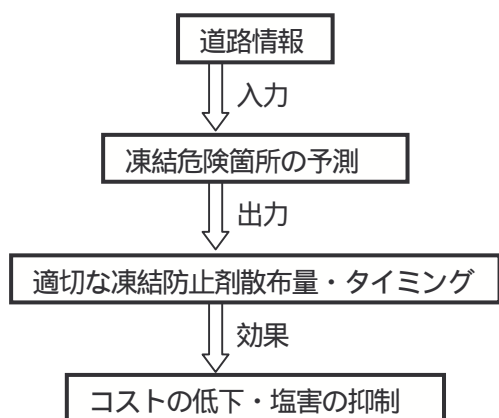 道路情報
入力
凍結危険箇所の予測
出力
適切な凍結防止剤散布量・タイミング
効果
コストの低下・塩害の抑制